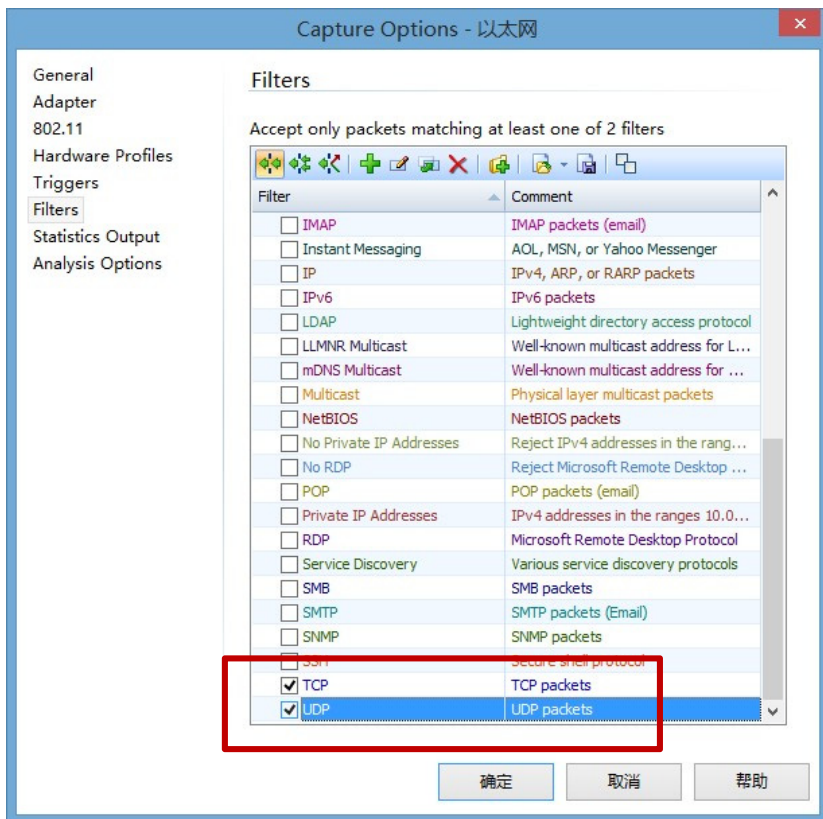 Capture Options - 以太网
General
Adapter
802.11
Hardware Profiles
Triggers
Filters
Statistics Output
Analysis Options
Filters
Accept only packets matching at least one of 2 filters
Filter Comment
IMAP IMAP packets (email)
Instant Messaging AOL, MSN, or Yahoo Messenger
IP IPv4, ARP, or RARP packets
IPv6 IPv6 packets
LDAP Lightweight directory access protocol
LLMNR Multicast Well-known multicast address for L...
mDNS Multicast Well-known multicast address for ...
Multicast Physical layer multicast packets
NetBIOS NetBIOS packets
No Private IP Addresses Reject IPv4 addresses in the rang...
No RDP Reject Microsoft Remote Desktop ...
POP POP packets (email)
Private IP Addresses IPv4 addresses in the ranges 10.0...
RDP Microsoft Remote Desktop Protocol
Service Discovery Various service discovery protocols
SMB SMB packets
SMTP SMTP packets (Email)
SNMP SNMP packets
SSH Secure shell protocol
TCP TCP packets
UDP UDP packets
确定 取消 帮助